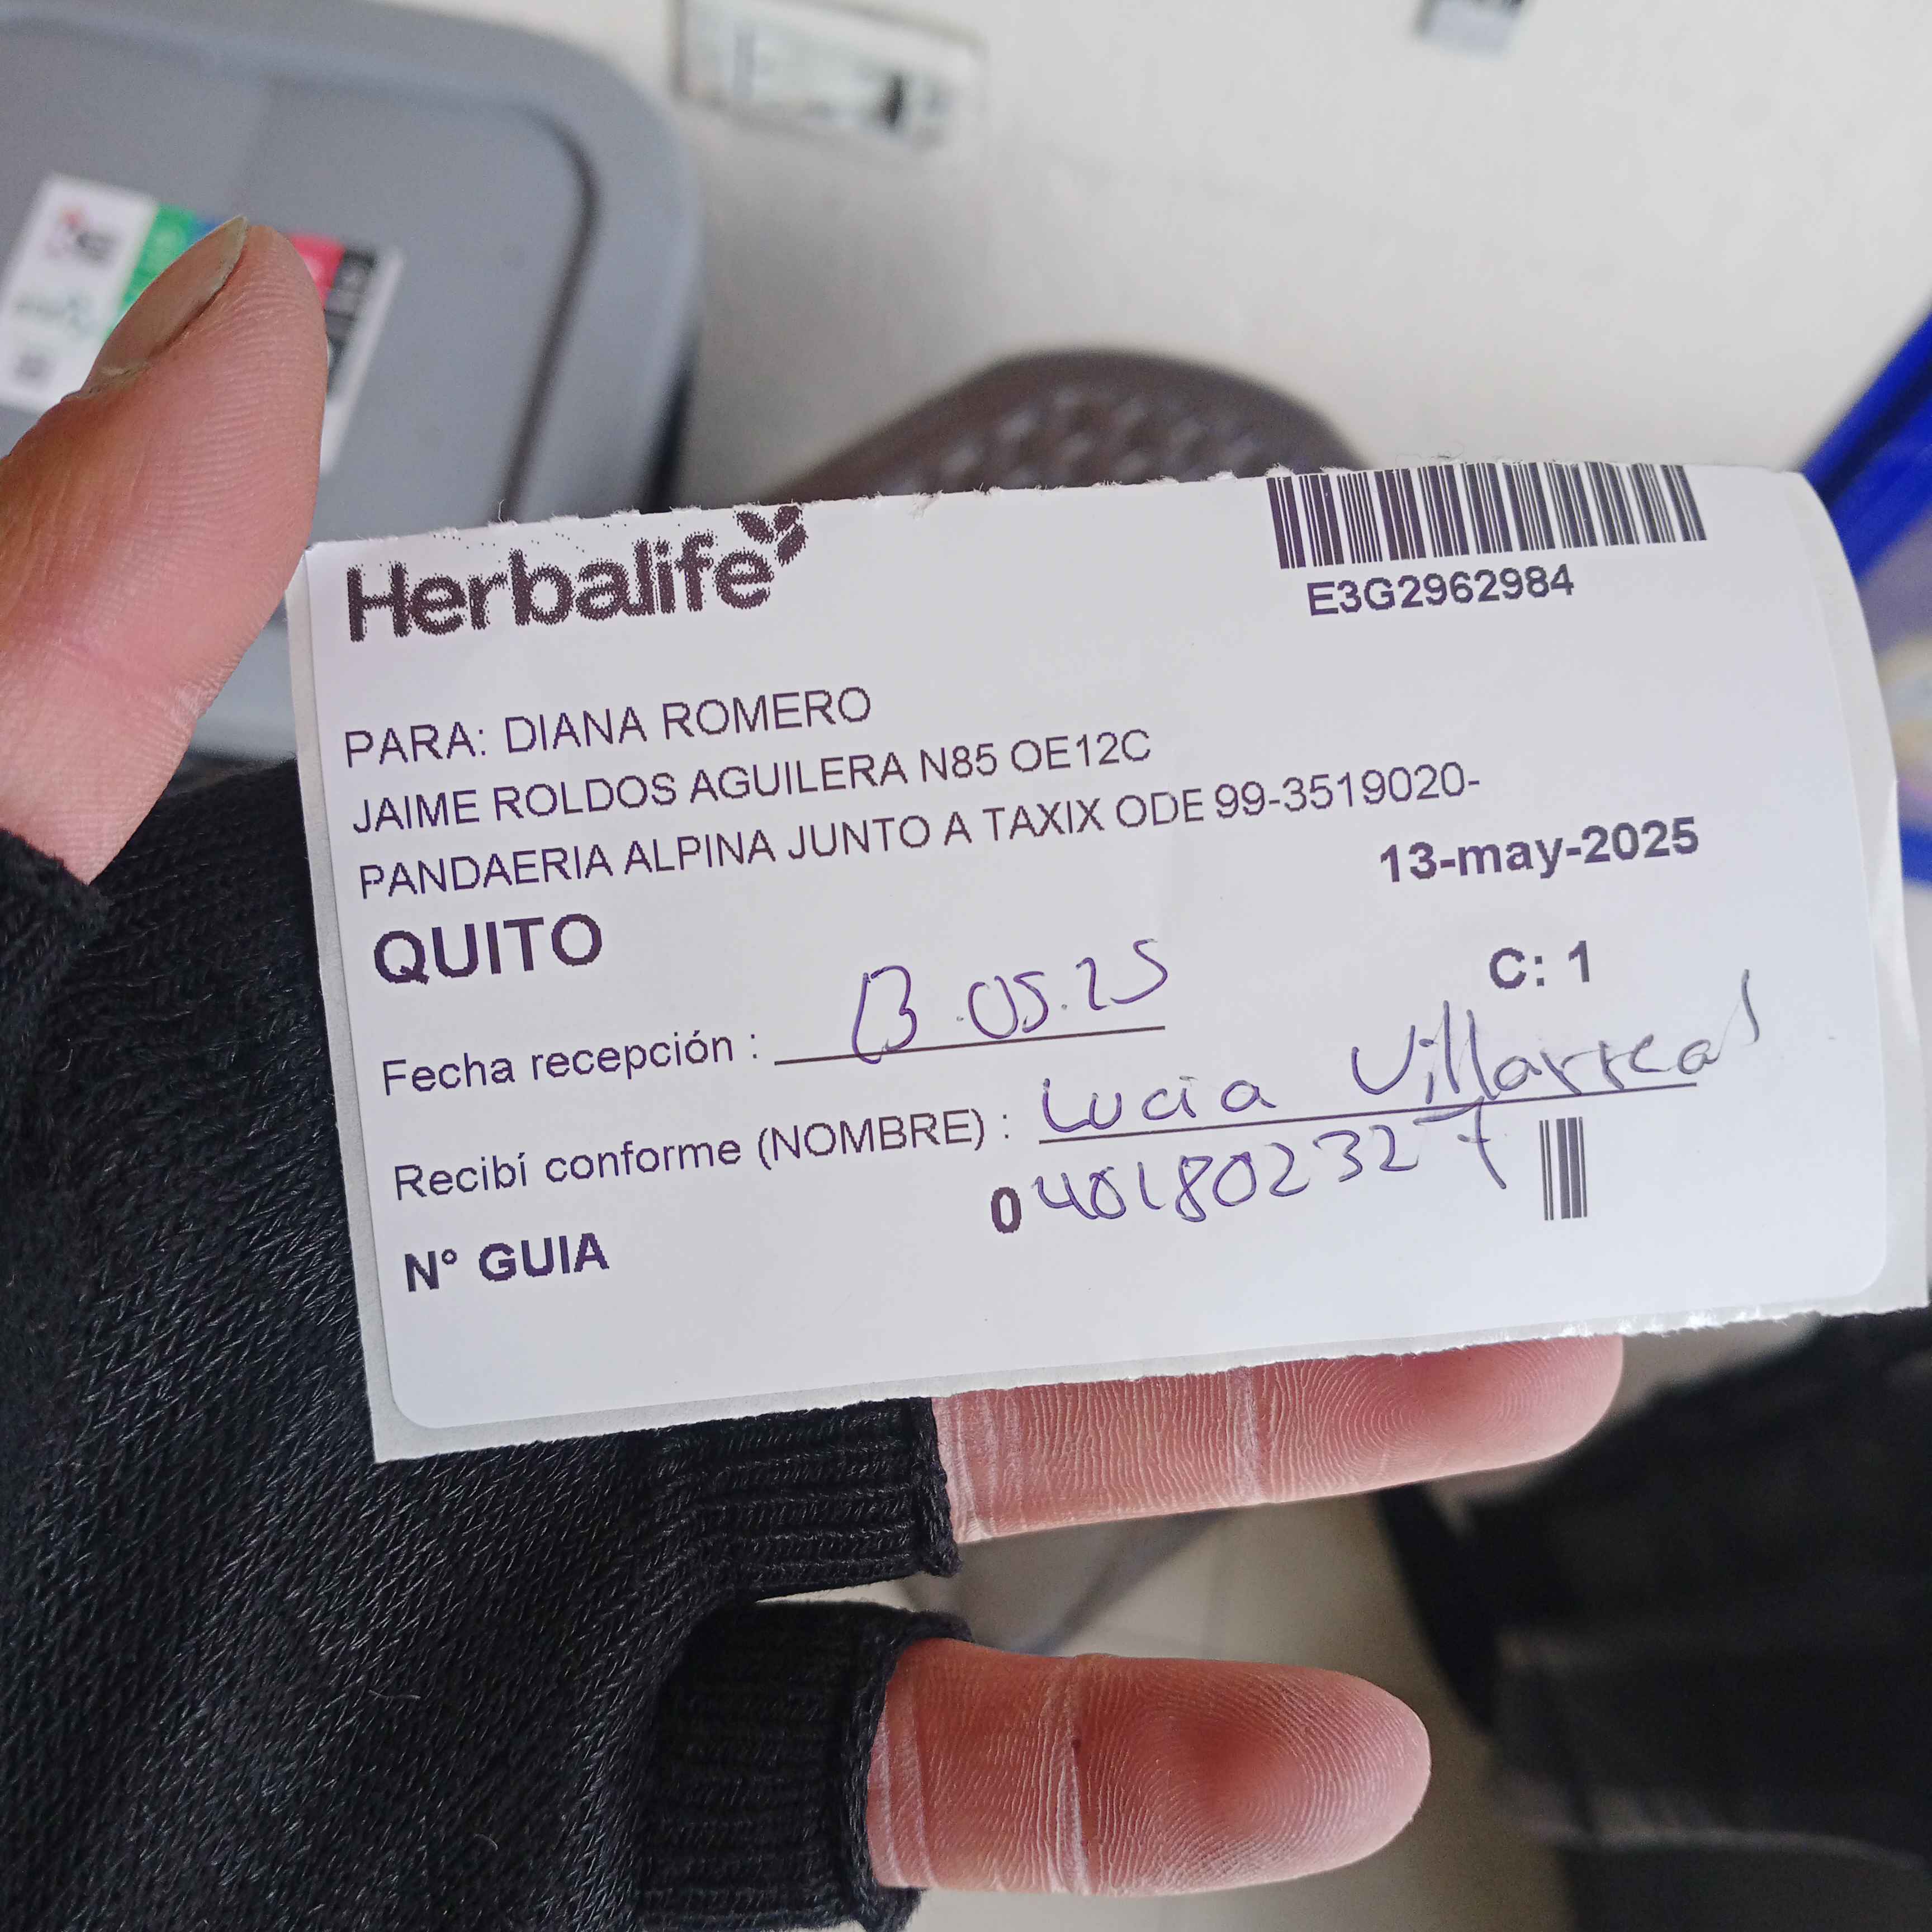 Herbalife
E3G2962984
PARA: DIANA ROMERO
JAIME ROLDOS AGUILERA N85 OE12C
PANDAERIA ALPINA JUNTO A TAXIX ODE 99-3519020-
13-may-2025
QUITO
C: 1
Fecha recepción : 13.05.25
Recibí conforme (NOMBRE) : Lucia Villarreal
0401802327
N° GUIA 0